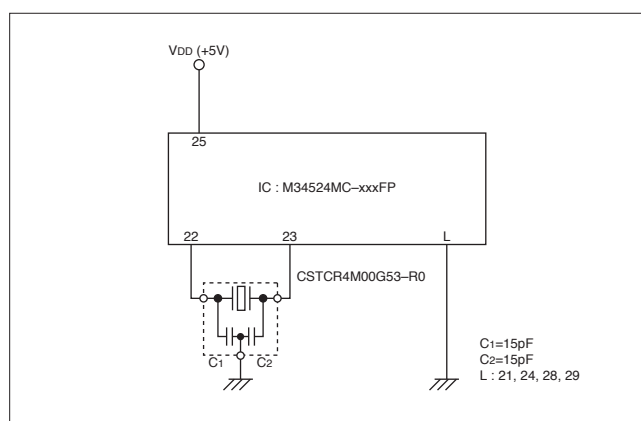 VDD (+5V)
25
IC : M34524MC–xxxFP
22
23
L
CSTCR4M00G53–R0
C1
C2
C1=15pF
C2=15pF
L : 21, 24, 28, 29